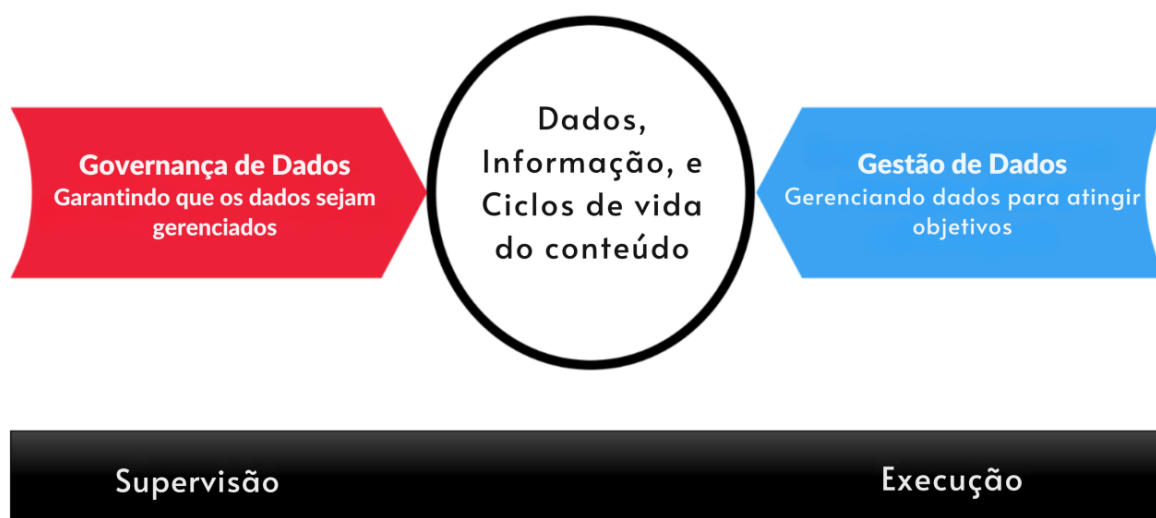 Governança de Dados
Garantindo que os dados sejam
gerenciados
Dados,
Informação, e
Ciclos de vida
do conteúdo
Gestão de Dados
Gerenciando dados para atingir
objetivos
Supervisão
Execução